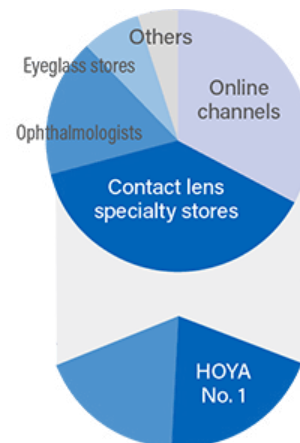 Others
Eyeglass stores
Online
channels
Ophthalmologists
Contact lens
specialty stores
HOYA
No. 1